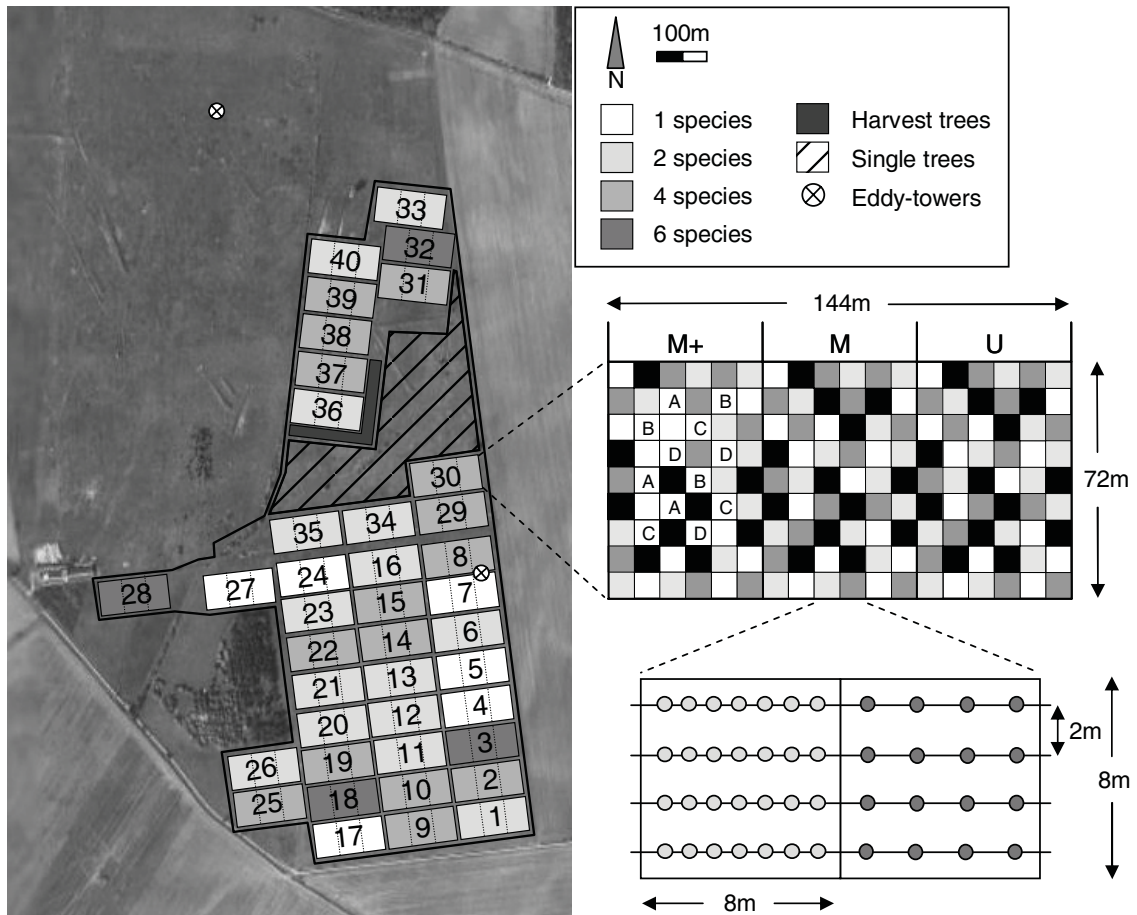 N
100m
1 species
2 species
4 species
6 species
Harvest trees
Single trees
Eddy-towers
33
32
31
40
39
38
37
36
30
29
35
34
8
16
24
27
28
7
15
23
6
14
22
5
13
21
4
12
20
3
11
19
26
2
10
18
25
1
9
17
144m
M+ M U
A B
B C
D D
A B
A C
C D
72m
2m
8m
8m